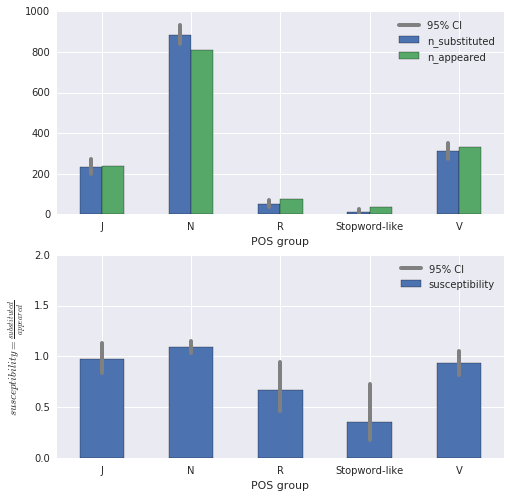 1000
800
600
400
200
0
95% CI
n_substituted
n_appeared
J N R Stopword-like V
POS group
2.0
1.5
1.0
0.5
0.0
susceptibility = substituted/appeared
95% CI
susceptibility
J N R Stopword-like V
POS group